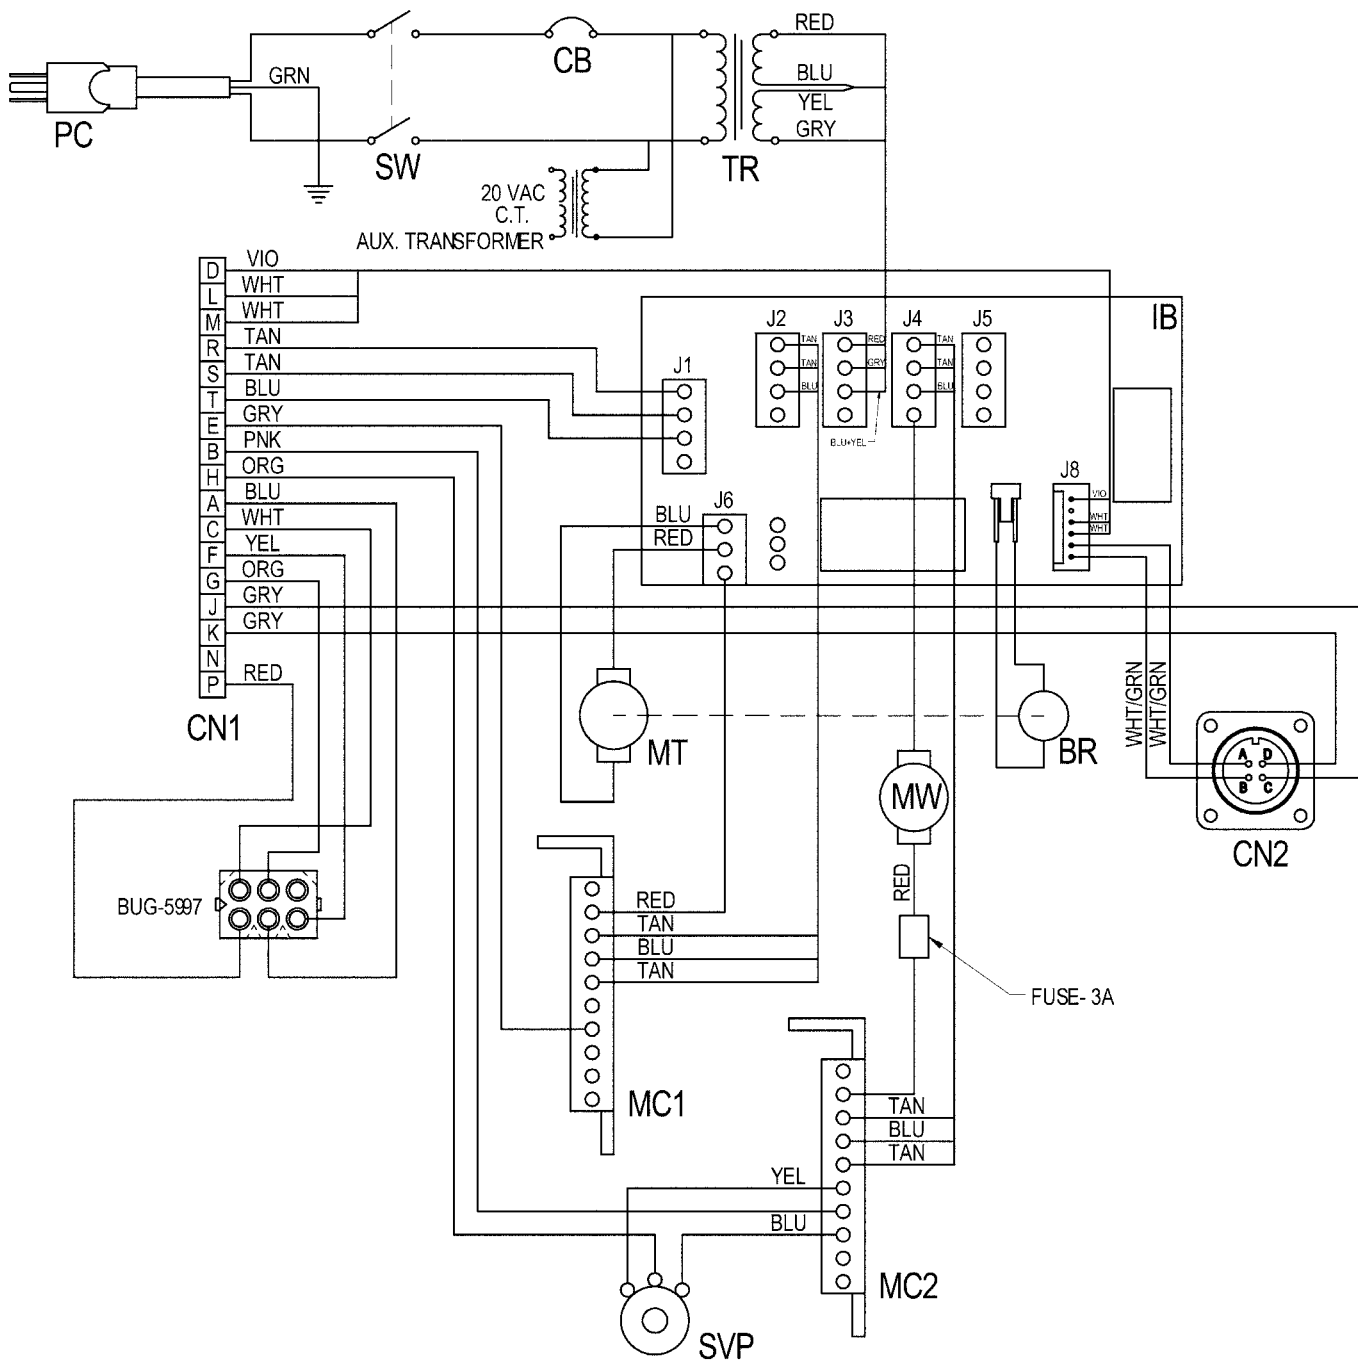 RED
CB
GRN
BLU
YEL
GRY
PC
SW
TR
20 VAC
C.T.
AUX. TRANSFORMER
D VIO
L WHT
M WHT
R TAN
S TAN
T BLU
E GRY
B PNK
H ORG
A BLU
C WHT
F YEL
G ORG
J GRY
K GRY
N
P RED
CN1
IB
J2 J3 J4 J5
TAN RED TAN
TAN GRY TAN
BLU BLU
BLU+YEL
J1
J8
VIO
WHT
WHT
J6
BLU
RED
WHT/GRN
WHT/GRN
MT
BR
MW
A D
B C
CN2
RED
BUG-5997
RED
TAN
BLU
TAN
FUSE- 3A
MC1
TAN
BLU
TAN
YEL
BLU
MC2
SVP